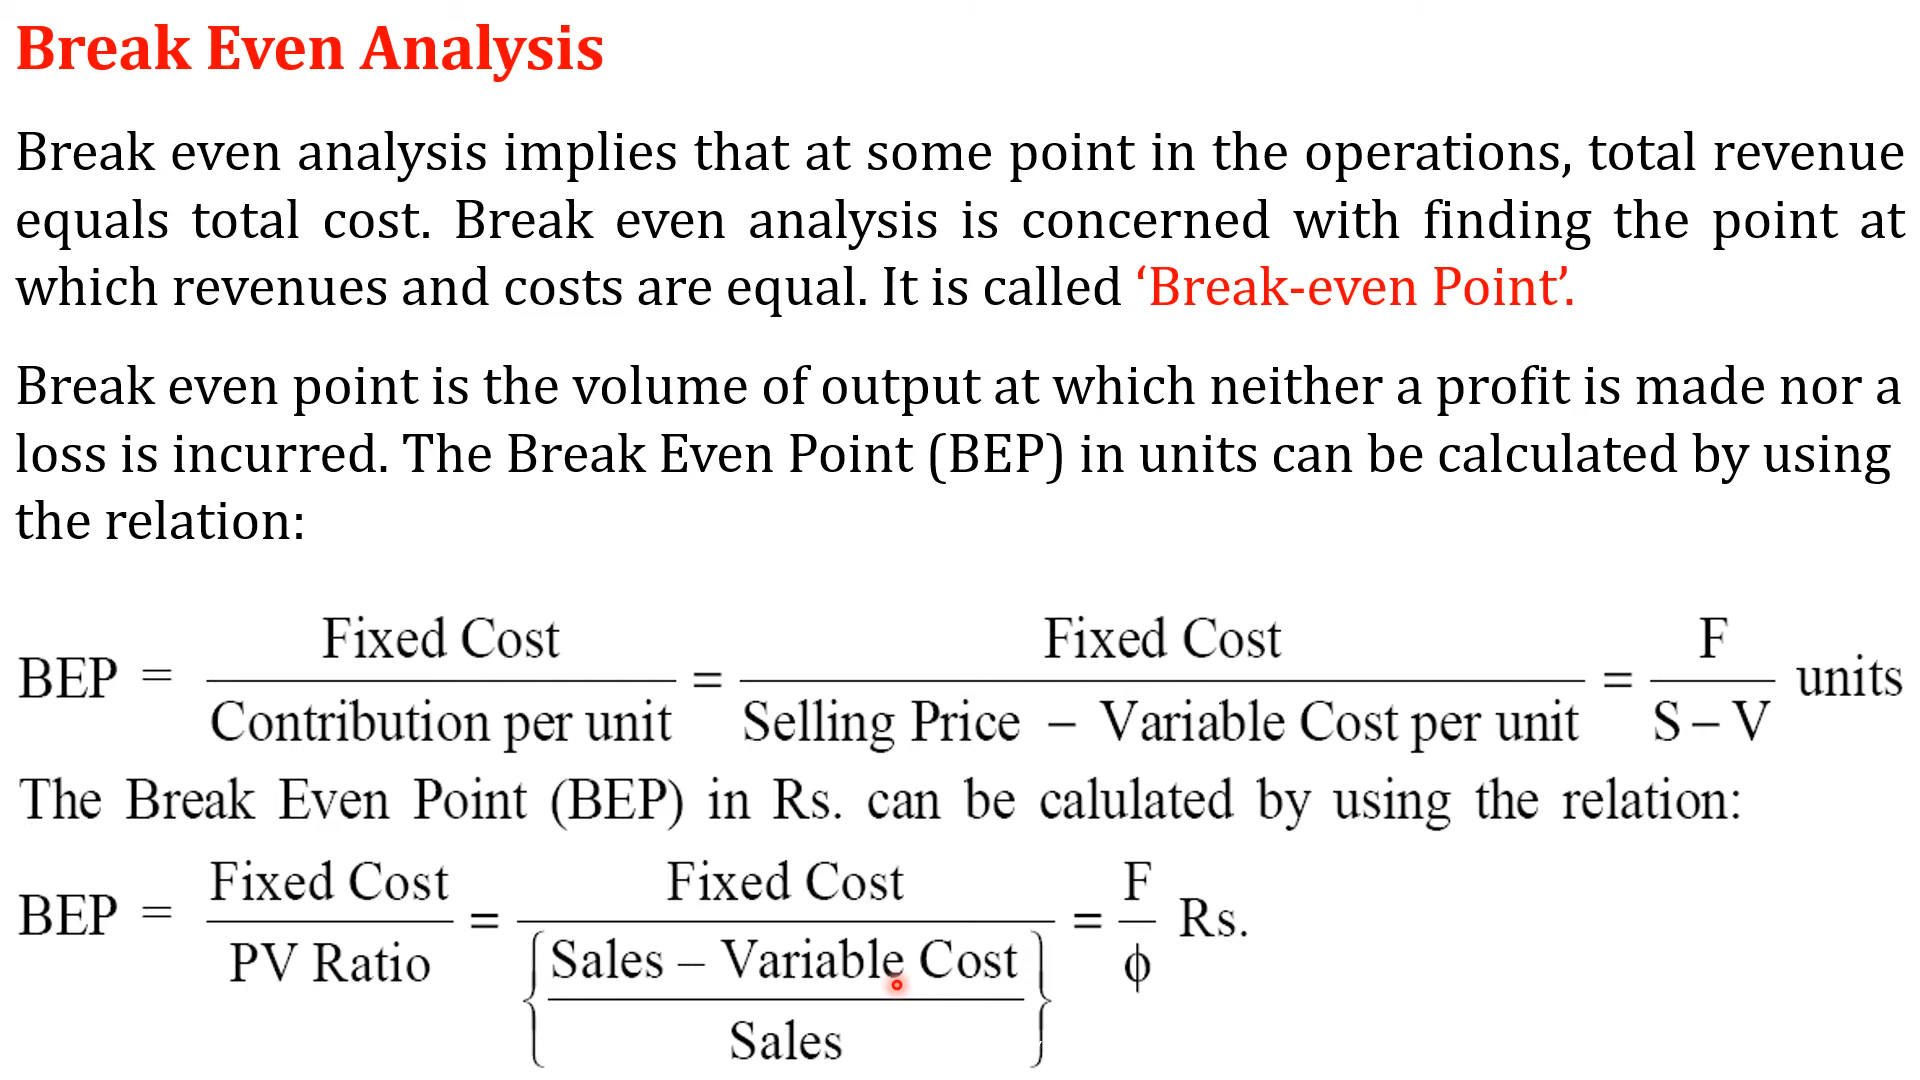 Break Even Analysis
Break even analysis implies that at some point in the operations, total revenue
equals total cost. Break even analysis is concerned with finding the point at
which revenues and costs are equal. It is called ‘Break-even Point’.
Break even point is the volume of output at which neither a profit is made nor a
loss is incurred. The Break Even Point (BEP) in units can be calculated by using
the relation:
BEP = Fixed Cost / Contribution per unit = Fixed Cost / Selling Price – Variable Cost per unit = F / S – V units
The Break Even Point (BEP) in Rs. can be calulated by using the relation:
BEP = Fixed Cost / PV Ratio = Fixed Cost / {Sales – Variable Cost / Sales} = F / ϕ Rs.